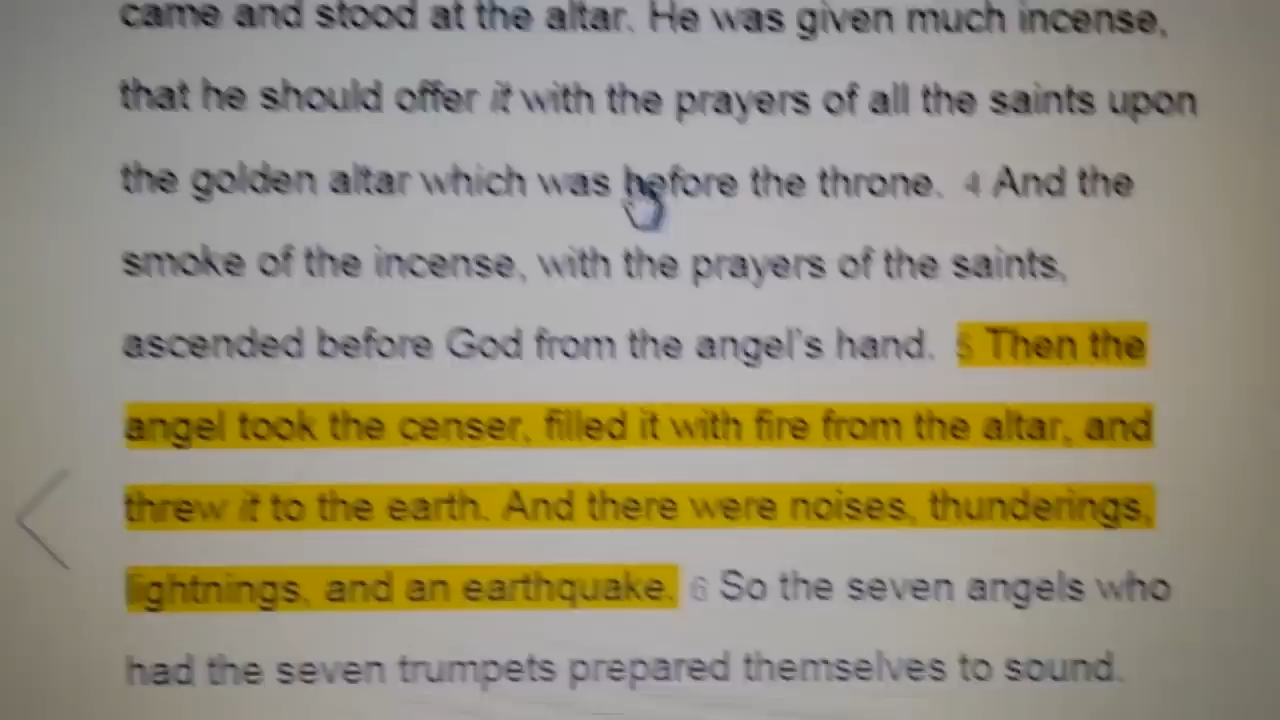 came and stood at the altar. He was given much incense,
that he should offer it with the prayers of all the saints upon
the golden altar which was before the throne. 4 And the
smoke of the incense, with the prayers of the saints,
ascended before God from the angel's hand. 5 Then the
angel took the censer, filled it with fire from the altar, and
threw it to the earth. And there were noises, thunderings,
lightnings, and an earthquake. 6 So the seven angels who
had the seven trumpets prepared themselves to sound.